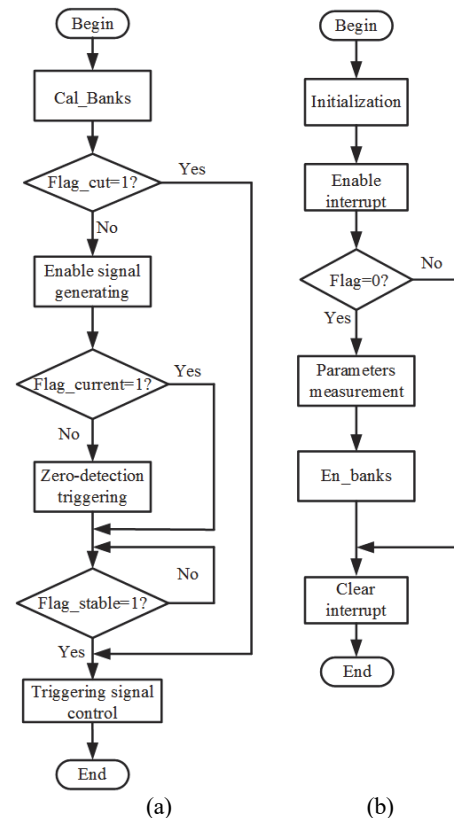 Begin
Cal_Banks
Flag_cut=1?
Yes
No
Enable signal
generating
Flag_current=1?
Yes
No
Zero-detection
triggering
Flag_stable=1?
No
Yes
Triggering signal
control
End
(a)
Begin
Initialization
Enable
interrupt
Flag=0?
No
Yes
Parameters
measurement
En_banks
Clear
interrupt
End
(b)